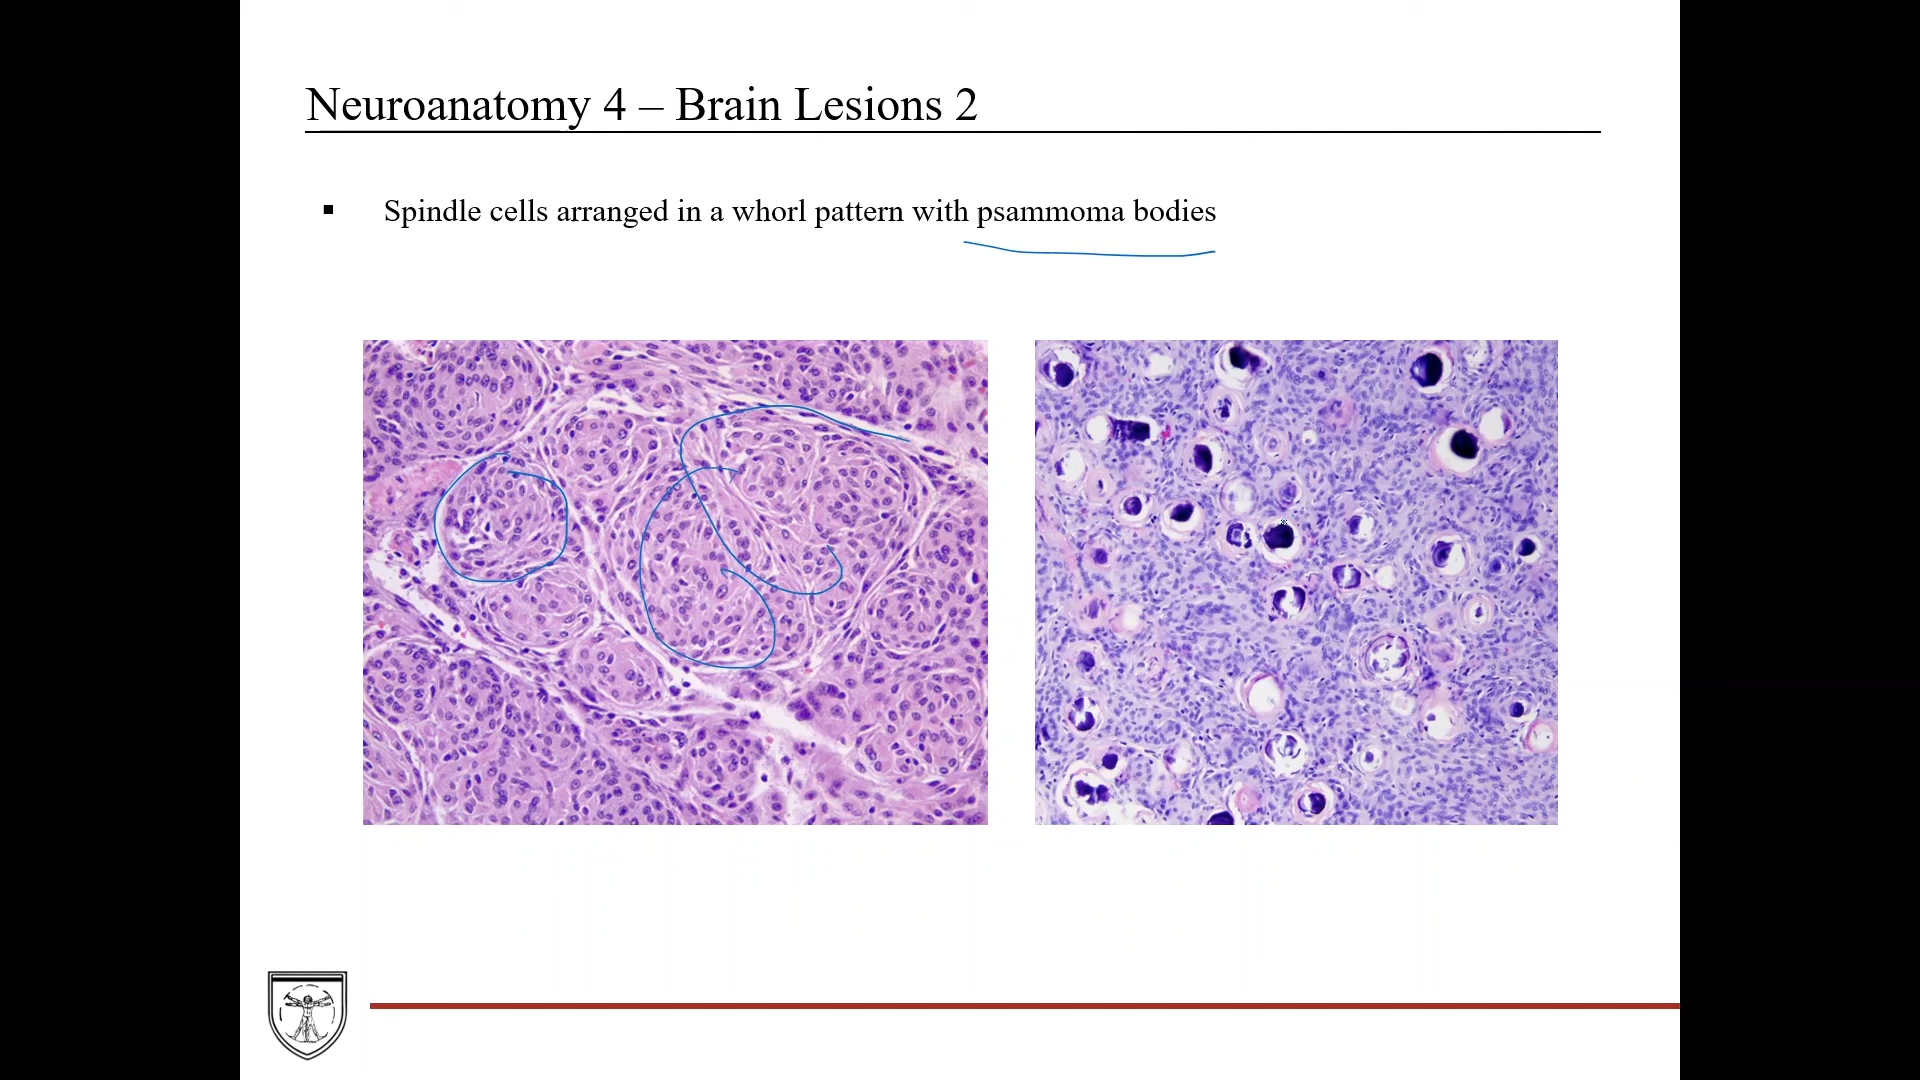 Neuroanatomy 4 – Brain Lesions 2
▪ Spindle cells arranged in a whorl pattern with psammoma bodies